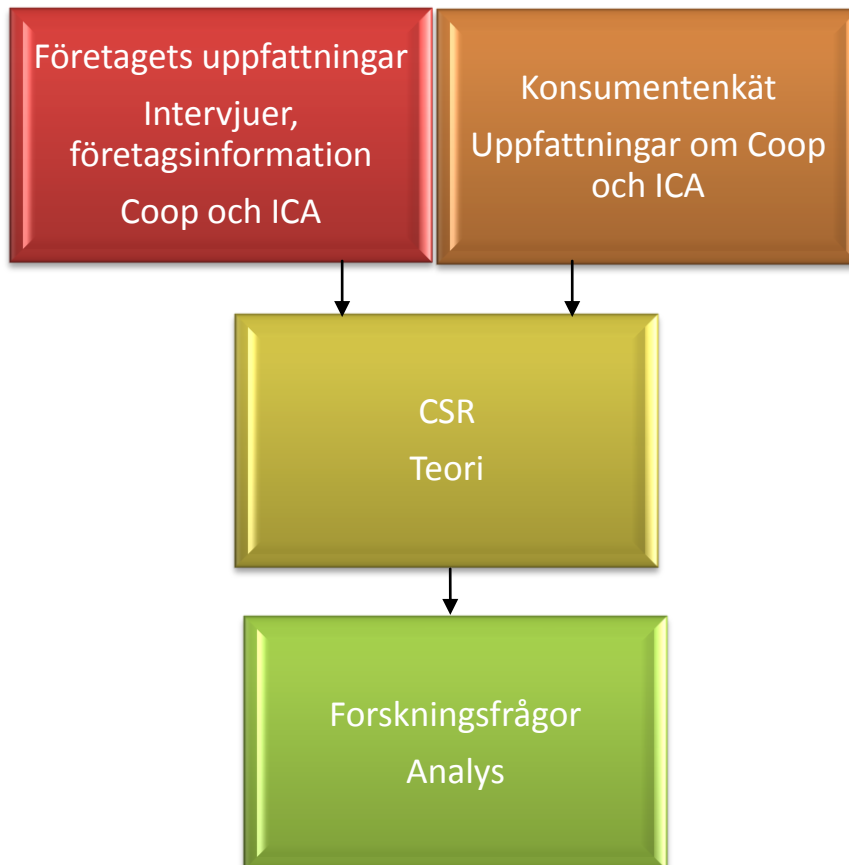 Företagets uppfattningar
Intervjuer,
företagsinformation
Coop och ICA
Konsumentenkät
Uppfattningar om Coop
och ICA
CSR
Teori
Forskningsfrågor
Analys